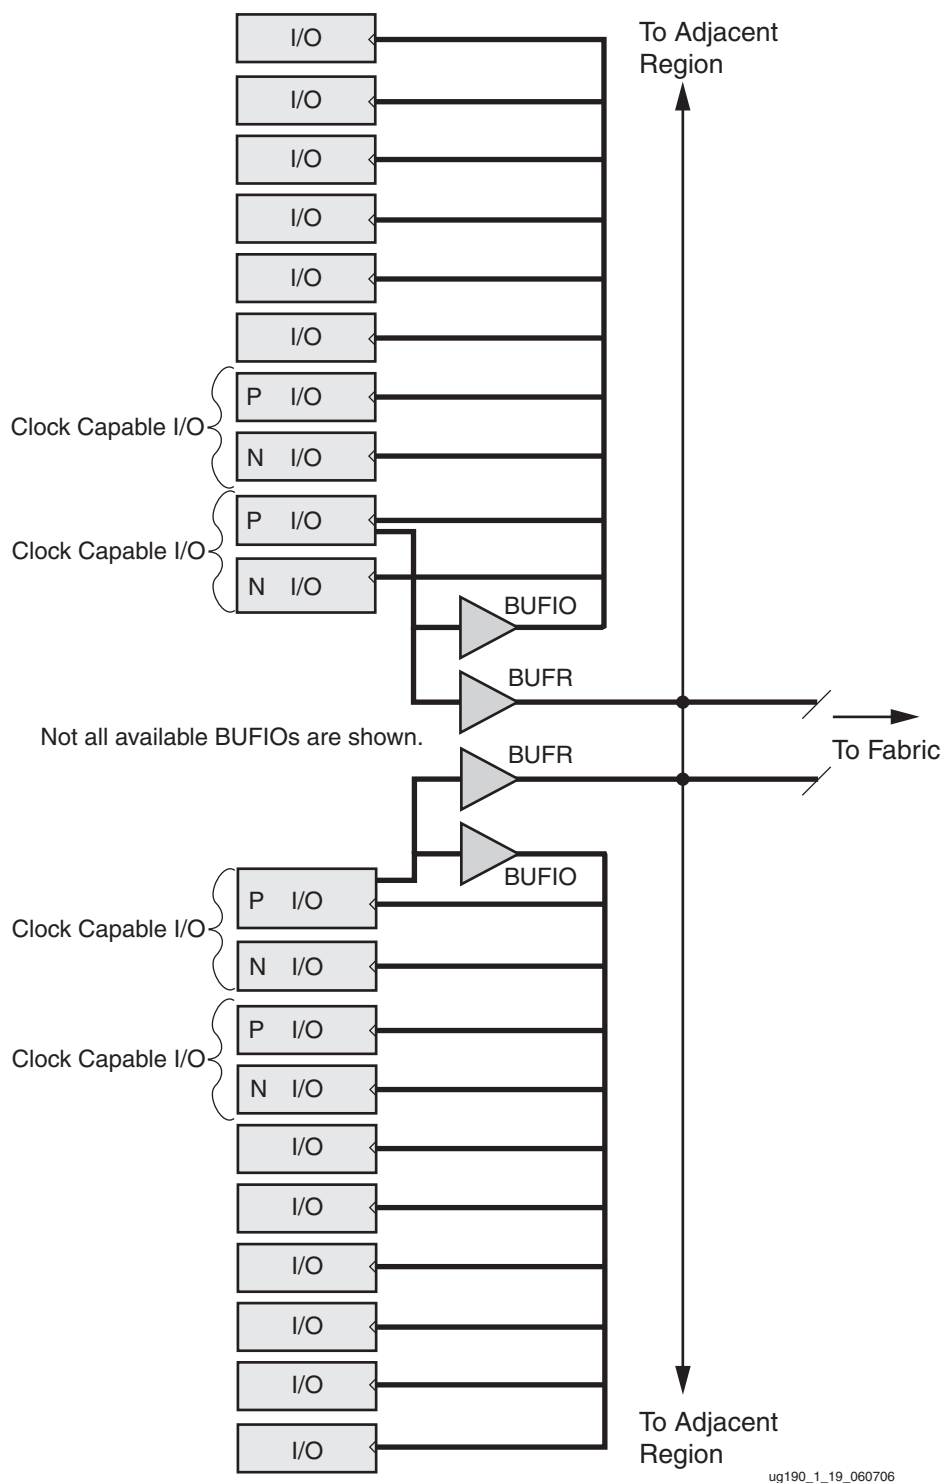 I/O
To Adjacent
Region
I/O
I/O
I/O
I/O
I/O
P I/O
Clock Capable I/O
N I/O
P I/O
Clock Capable I/O
N I/O
BUFIO
BUFR
Not all available BUFIOs are shown.
To Fabric
BUFR
BUFIO
P I/O
Clock Capable I/O
N I/O
P I/O
Clock Capable I/O
N I/O
I/O
I/O
I/O
I/O
I/O
To Adjacent
Region
I/O
ug190_1_19_060706